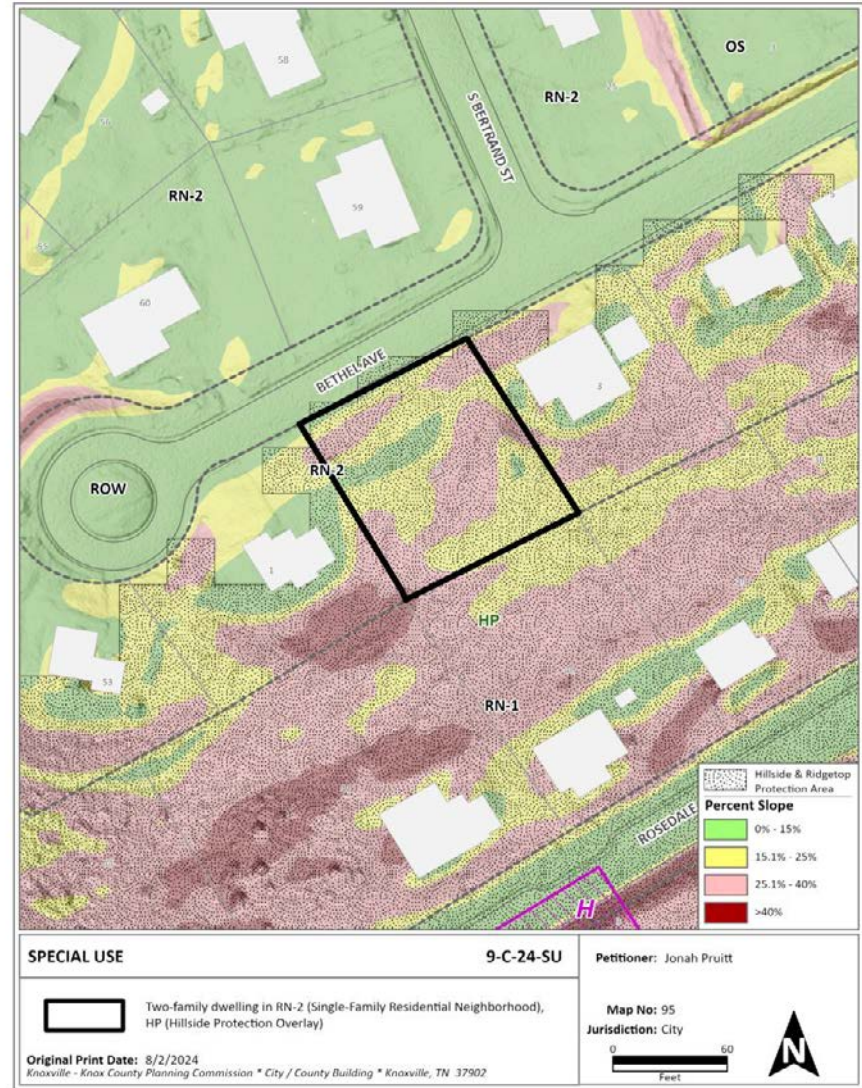 OS
58
RN-2
S BERTRAND ST
56
RN-2
59
60
BETHEL AVE
3
ROW
RN-2
1
HP
53
RN-1
ROSEDALE
H
Hillside & Ridgetop
Protection Area
Percent Slope
0% - 15%
15.1% - 25%
25.1% - 40%
>40%
SPECIAL USE
9-C-24-SU
Two-family dwelling in RN-2 (Single-Family Residential Neighborhood),
HP (Hillside Protection Overlay)
Original Print Date: 8/2/2024
Knoxville - Knox County Planning Commission * City / County Building * Knoxville, TN 37902
Petitioner: Jonah Pruitt
Map No: 95
Jurisdiction: City
0 60
Feet
N